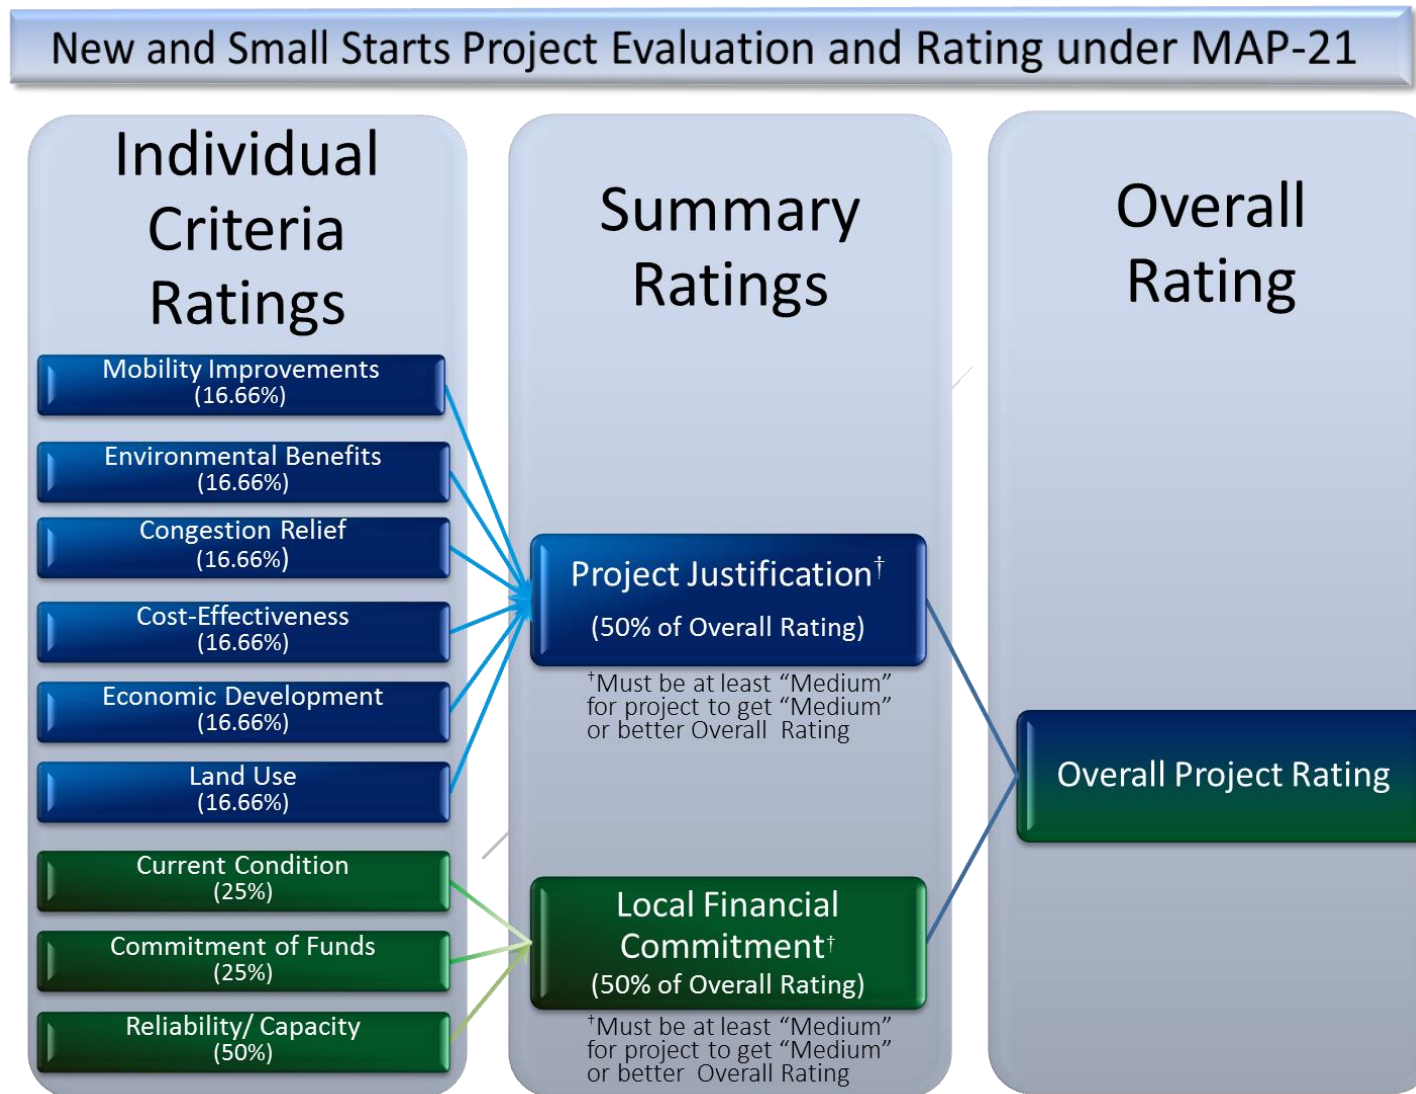 New and Small Starts Project Evaluation and Rating under MAP-21
Individual
Criteria
Ratings
Mobility Improvements
(16.66%)
Environmental Benefits
(16.66%)
Congestion Relief
(16.66%)
Cost-Effectiveness
(16.66%)
Economic Development
(16.66%)
Land Use
(16.66%)
Current Condition
(25%)
Commitment of Funds
(25%)
Reliability/ Capacity
(50%)
Summary
Ratings
Project Justification†
(50% of Overall Rating)
†Must be at least “Medium”
for project to get “Medium”
or better Overall Rating
Local Financial
Commitment†
(50% of Overall Rating)
†Must be at least “Medium”
for project to get “Medium”
or better Overall Rating
Overall
Rating
Overall Project Rating